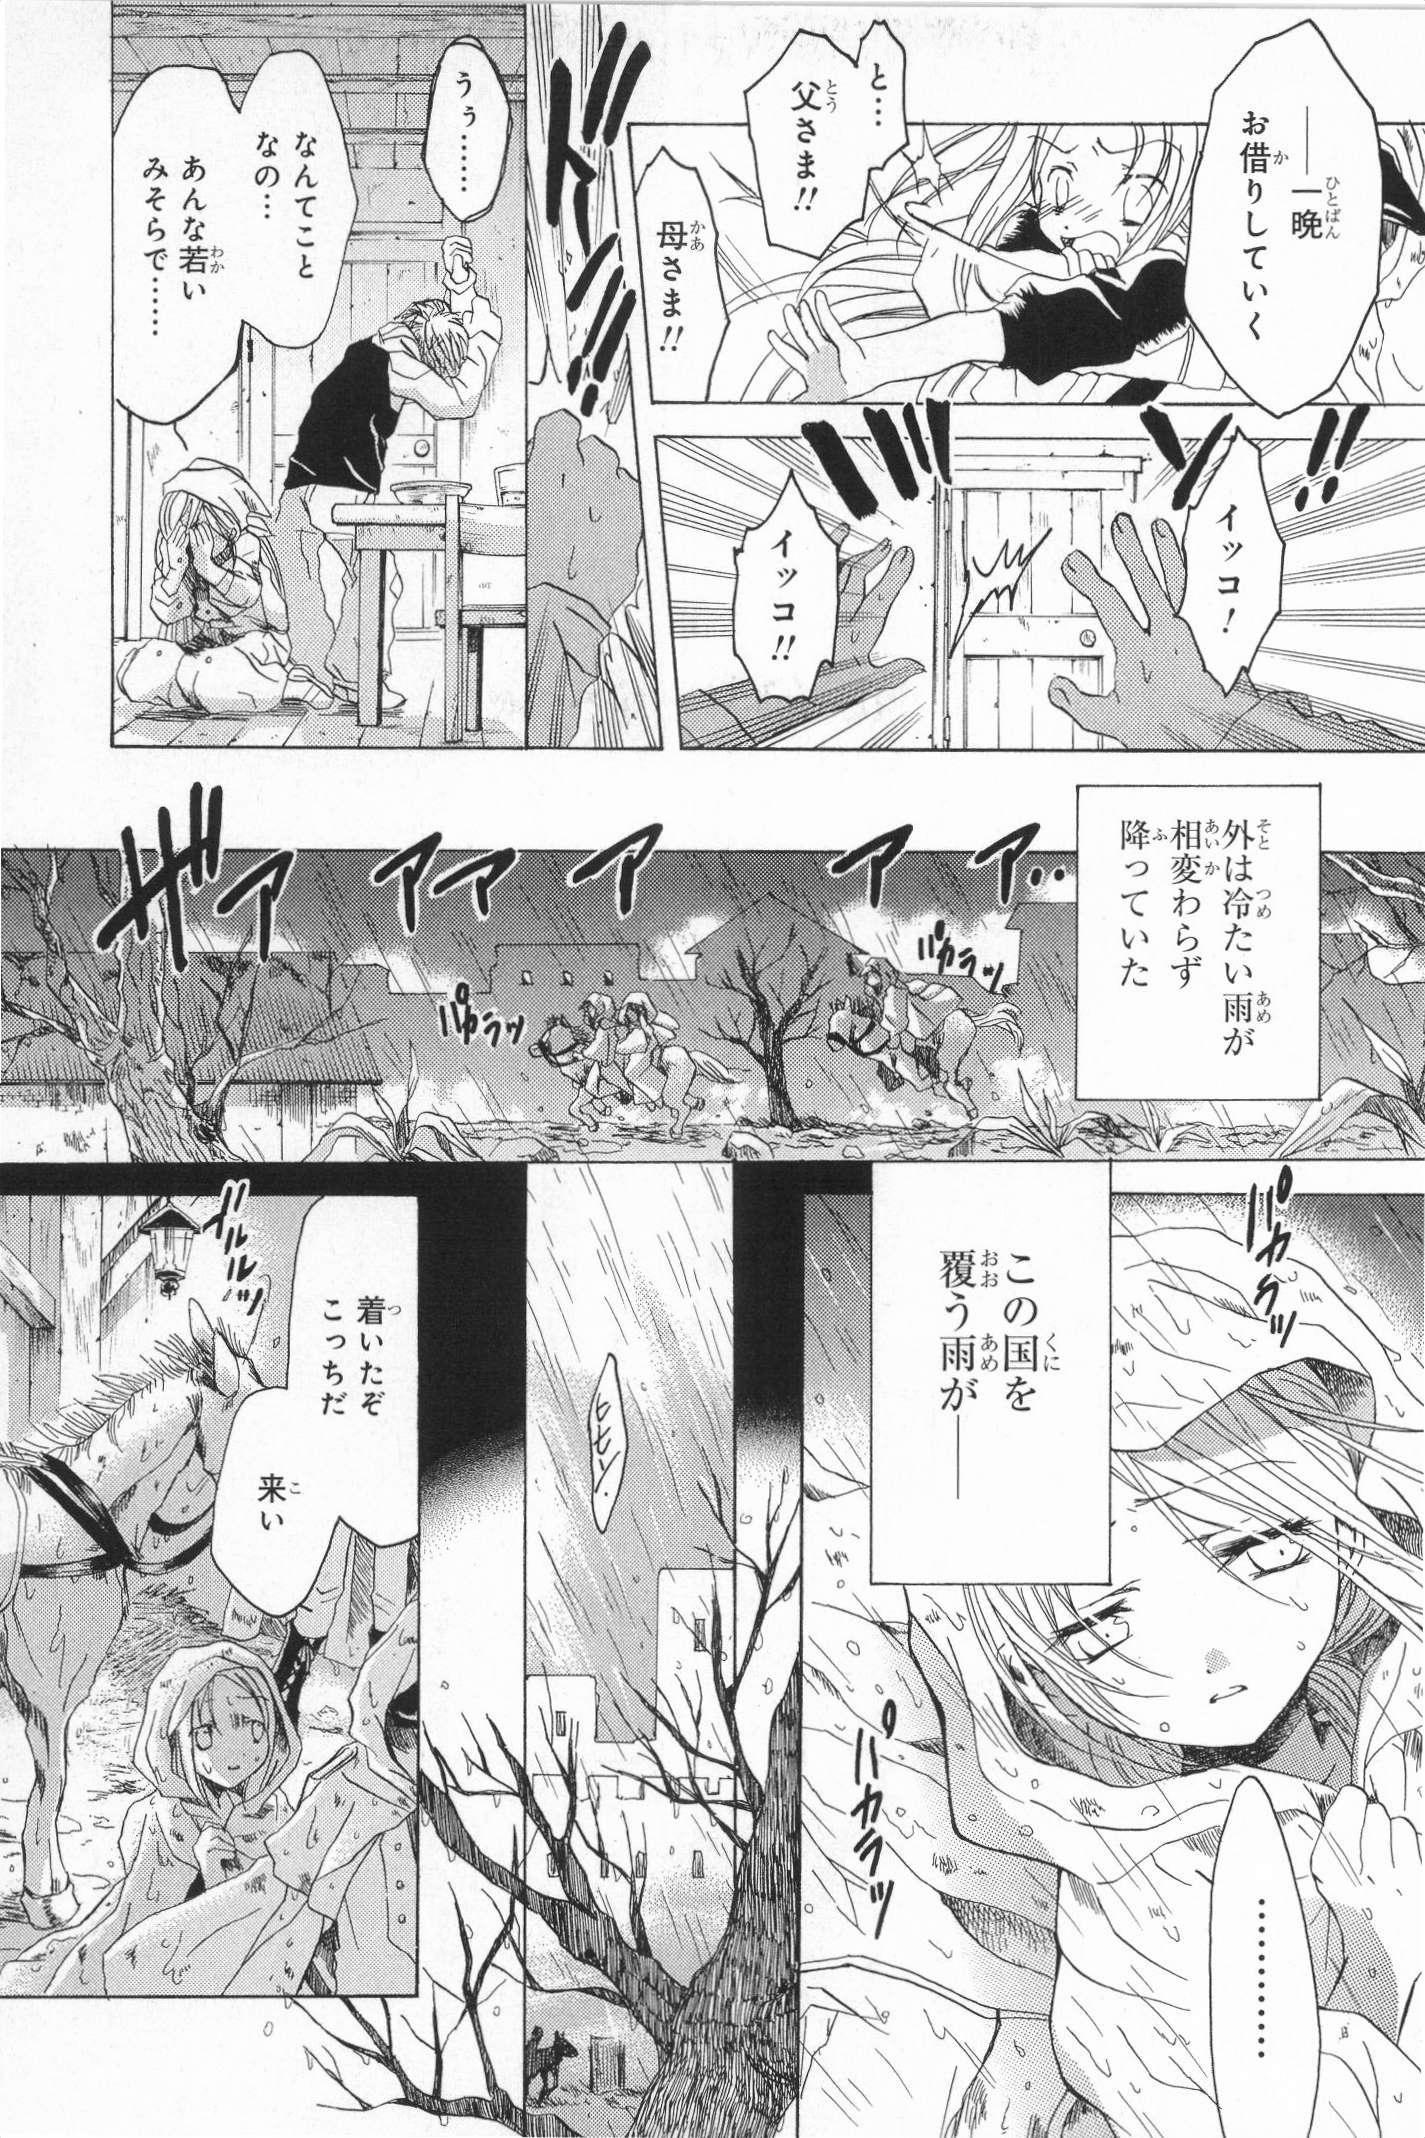 ――一晩
お借りしていく
と…
父さま!!
母さま!!
イッコ！
イッコ!!
ドン!!
うぅ……
なんてこと
なの…
あんな若い
みそらで……
外は冷たい雨が
相変わらず
降っていた
ザアアアアアア‥
パカラッ
パカラッ
この国を
覆う雨が――
パカラッ
パカラッ
…………
ヒヒーン
ブルルルッ
着いたぞ
こっちだ
来い